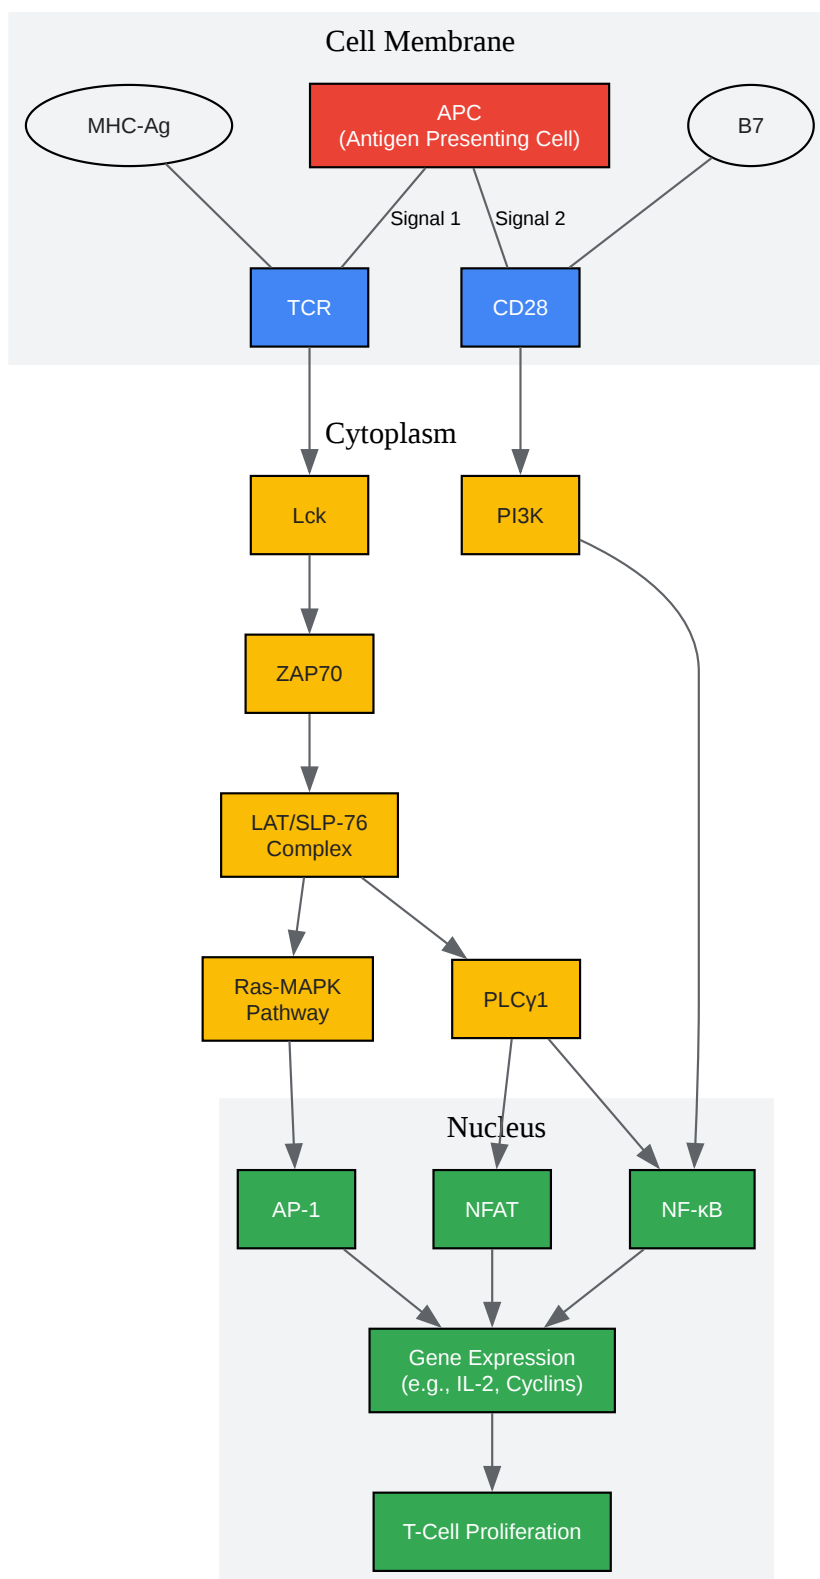 Cell Membrane
MHC-Ag
APC
(Antigen Presenting Cell)
B7
Signal 1
Signal 2
TCR
CD28
Cytoplasm
Lck
PI3K
ZAP70
LAT/SLP-76
Complex
Ras-MAPK
Pathway
PLCγ1
Nucleus
AP-1
NFAT
NF-κB
Gene Expression
(e.g., IL-2, Cyclins)
T-Cell Proliferation